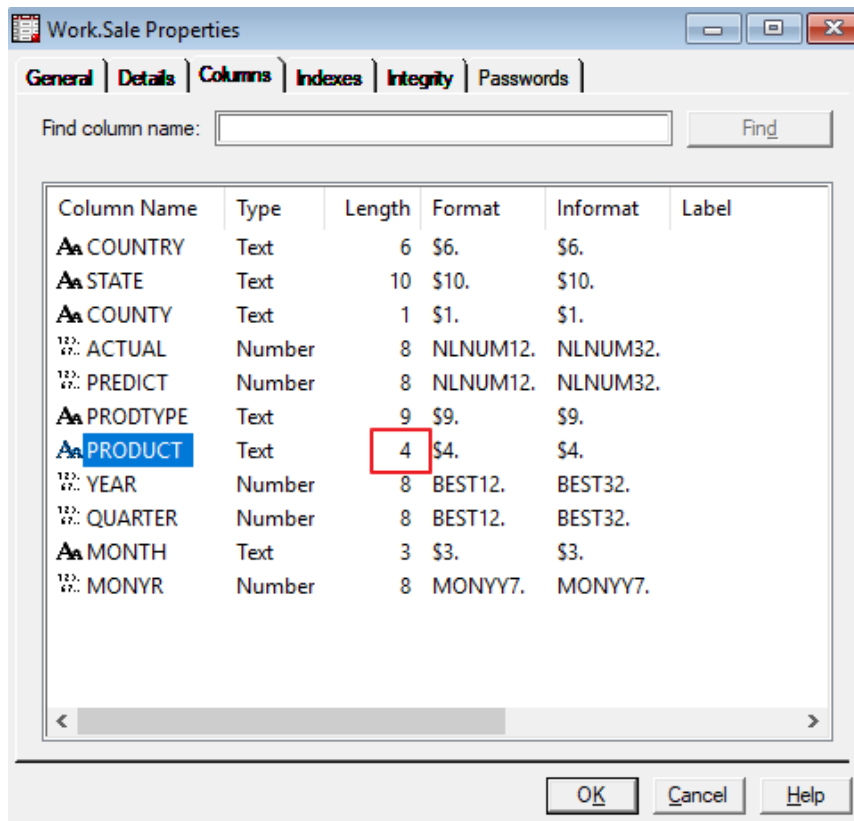 Work.Sale Properties
General Details Columns Indexes Integrity Passwords
Find column name: Find
Column Name Type Length Format Informat Label
COUNTRY Text 6 $6. $6.
STATE Text 10 $10. $10.
COUNTY Text 1 $1. $1.
ACTUAL Number 8 NLNUM12. NLNUM32.
PREDICT Number 8 NLNUM12. NLNUM32.
PRODTYPE Text 9 $9. $9.
PRODUCT Text 4 $4. $4.
YEAR Number 8 BEST12. BEST32.
QUARTER Number 8 BEST12. BEST32.
MONTH Text 3 $3. $3.
MONYR Number 8 MONYY7. MONYY7.
OK Cancel Help